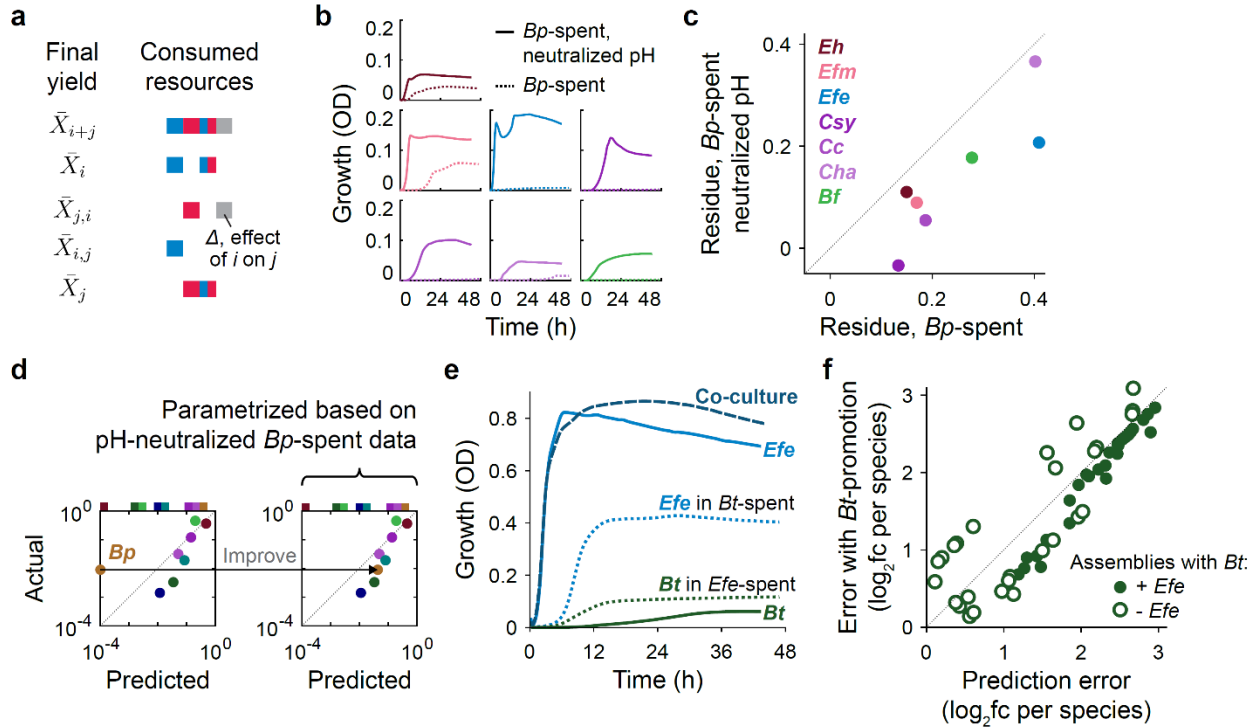 a
Final yield
Consumed resources
X̄i+j
X̄i
X̄j,i
X̄i,j
X̄j
Δ, effect
of i on j
b
Bp-spent,
neutralized pH
Bp-spent
Growth (OD)
0.2
0.1
0
0.2
0.1
0
0.1
0
0 24 48
0 24 48
0 24 48
Time (h)
c
Eh
Efm
Efe
Csy
Cc
Cha
Bf
Residue, Bp-spent
neutralized pH
0.4
0.2
0
0 0.2 0.4
Residue, Bp-spent
d
Parametrized based on
pH-neutralized Bp-spent data
Actual
10⁰
10⁻⁴
Bp
Improve
10⁰
10⁻⁴
10⁻⁴ 10⁰
10⁻⁴ 10⁰
Predicted
Predicted
e
Growth (OD)
1.0
0.8
0.6
0.4
0.2
0
Co-culture
Efe
Efe in Bt-spent
Bt in Efe-spent
Bt
0 12 24 36 48
Time (h)
f
Error with Bt-promotion
(log₂fc per species)
3
2
1
0
Assemblies with Bt:
+ Efe
- Efe
0 1 2 3
Prediction error
(log₂fc per species)